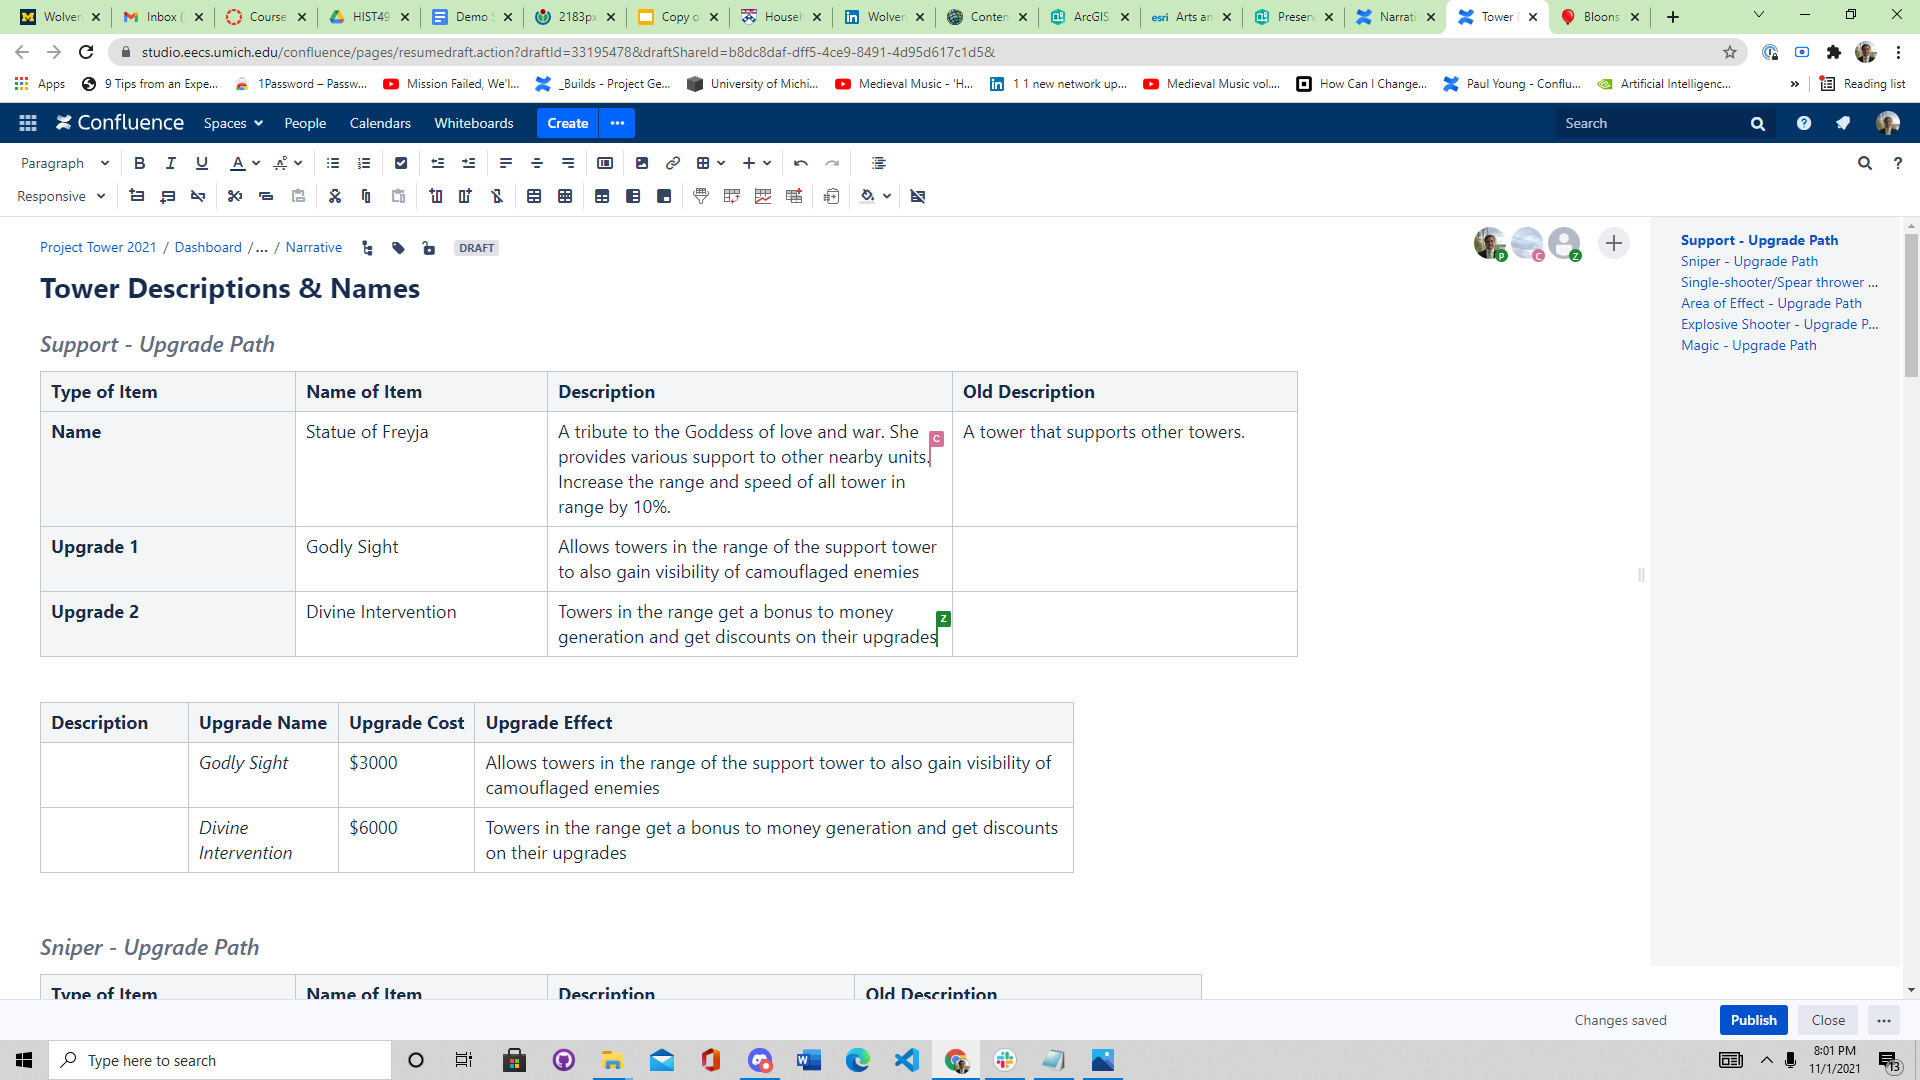 Wolver
Inbox (
Course
HIST49
Demo S
2183px
Copy o
Househ
Wolveri
Conten
ArcGIS
esri Arts an
Preserv
Narrati
Tower
Bloons
studio.eecs.umich.edu/confluence/pages/resumedraft.action?draftId=33195478&draftShareId=b8dc8daf-dff5-4ce9-8491-4d95d617c1d5&
Apps
9 Tips from an Expe...
1Password – Passw...
Mission Failed, We'l...
_Builds - Project Ge...
University of Michi...
Medieval Music - 'H...
1 1 new network up...
Medieval Music vol....
How Can I Change...
Paul Young - Conflu...
Artificial Intelligenc...
»
Reading list
Confluence
Spaces
People
Calendars
Whiteboards
Create
Search
Paragraph
B I U A
Responsive
Project Tower 2021 / Dashboard /... / Narrative
DRAFT
P
C
Z
Tower Descriptions & Names
Support - Upgrade Path
Type of Item
Name of Item
Description
Old Description
Name
Statue of Freyja
A tribute to the Goddess of love and war. She
provides various support to other nearby units.
Increase the range and speed of all tower in
range by 10%.
C
A tower that supports other towers.
Upgrade 1
Godly Sight
Allows towers in the range of the support tower
to also gain visibility of camouflaged enemies
Upgrade 2
Divine Intervention
Towers in the range get a bonus to money
generation and get discounts on their upgrades
Z
Description
Upgrade Name
Upgrade Cost
Upgrade Effect
Godly Sight
$3000
Allows towers in the range of the support tower to also gain visibility of
camouflaged enemies
Divine
Intervention
$6000
Towers in the range get a bonus to money generation and get discounts
on their upgrades
Sniper - Upgrade Path
Type of Item
Name of Item
Description
Old Description
Support - Upgrade Path
Sniper - Upgrade Path
Single-shooter/Spear thrower ...
Area of Effect - Upgrade Path
Explosive Shooter - Upgrade P...
Magic - Upgrade Path
Changes saved
Publish
Close
Type here to search
8:01 PM
11/1/2021
13